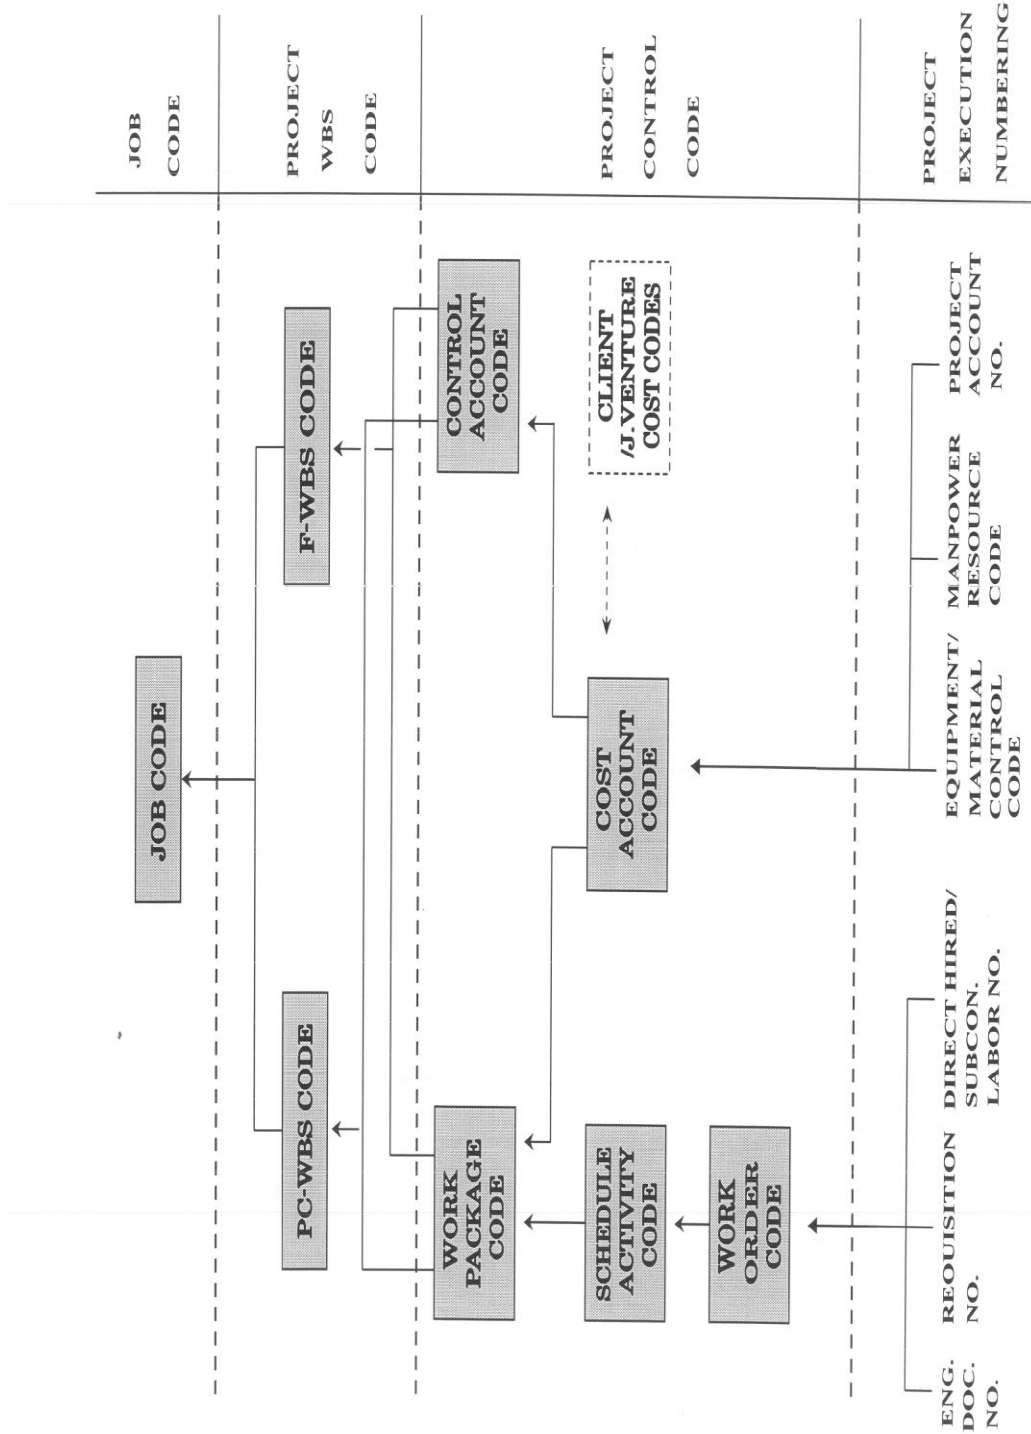 JOB CODE
JOB
CODE
PC-WBS CODE
F-WBS CODE
PROJECT
WBS
CODE
WORK
PACKAGE
CODE
CONTROL
ACCOUNT
CODE
SCHEDULE
ACTIVITY
CODE
COST
ACCOUNT
CODE
CLIENT
/J.VENTURE
COST CODES
PROJECT
CONTROL
CODE
WORK
ORDER
CODE
ENG.
DOC.
NO.
REQUISITION
NO.
DIRECT HIRED/
SUBCON.
LABOR NO.
EQUIPMENT/
MATERIAL
CONTROL
CODE
MANPOWER
RESOURCE
CODE
PROJECT
ACCOUNT
NO.
PROJECT
EXECUTION
NUMBERING